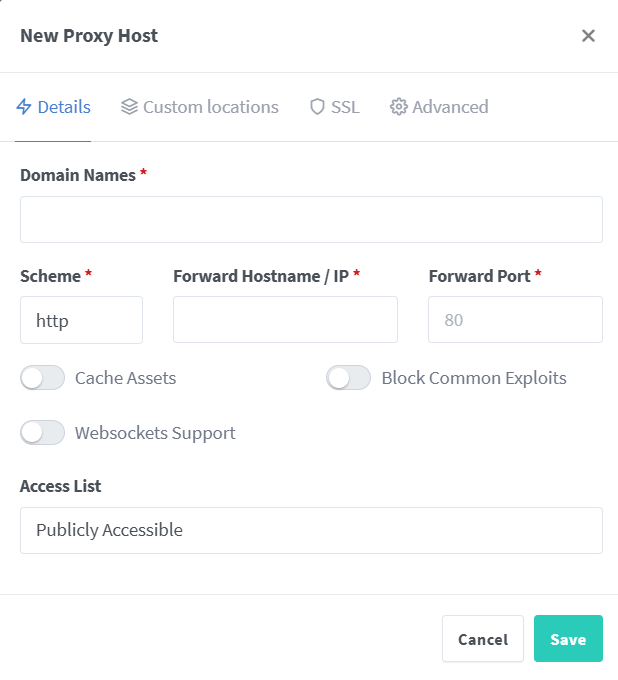 New Proxy Host
Details Custom locations SSL Advanced
Domain Names *
Scheme * Forward Hostname / IP * Forward Port *
http 80
Cache Assets Block Common Exploits
Websockets Support
Access List
Publicly Accessible
Cancel Save